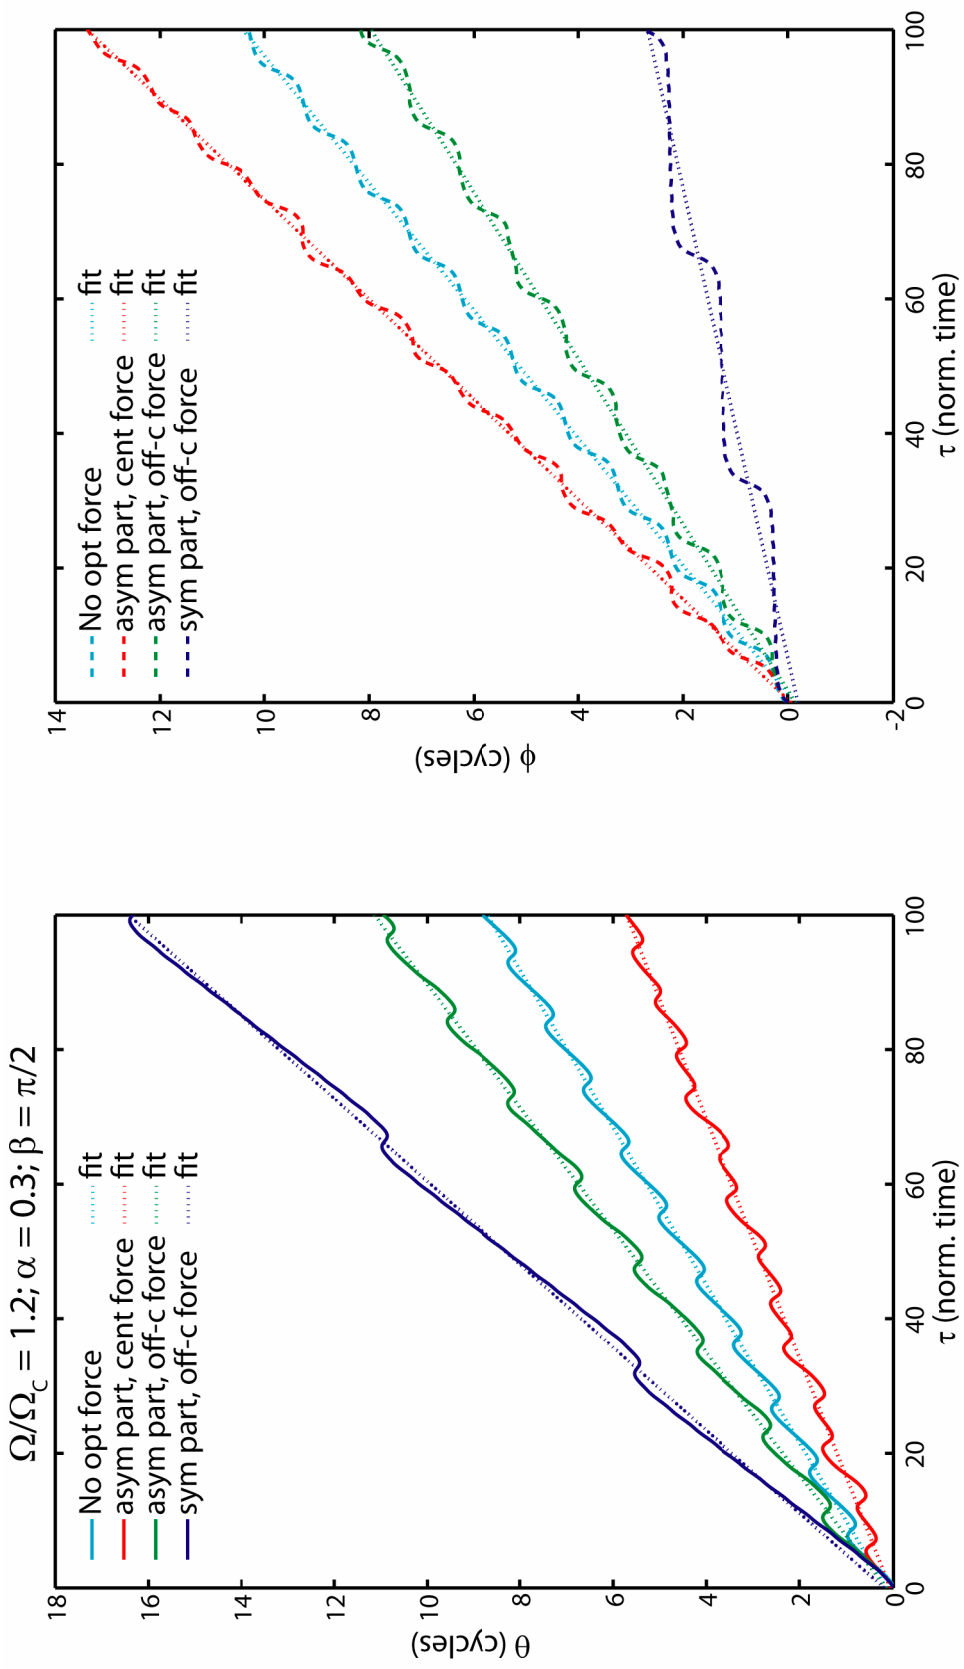 Ω/Ωc = 1.2; α = 0.3; β = π/2
18
16
14
12
10
8
6
4
2
0
θ (cycles)
No opt force fit
asym part, cent force fit
asym part, off-c force fit
sym part, off-c force fit
0 20 40 60 80 100
τ (norm. time)
14
12
10
8
6
4
2
0
-2
ϕ (cycles)
No opt force fit
asym part, cent force fit
asym part, off-c force fit
sym part, off-c force fit
0 20 40 60 80 100
τ (norm. time)